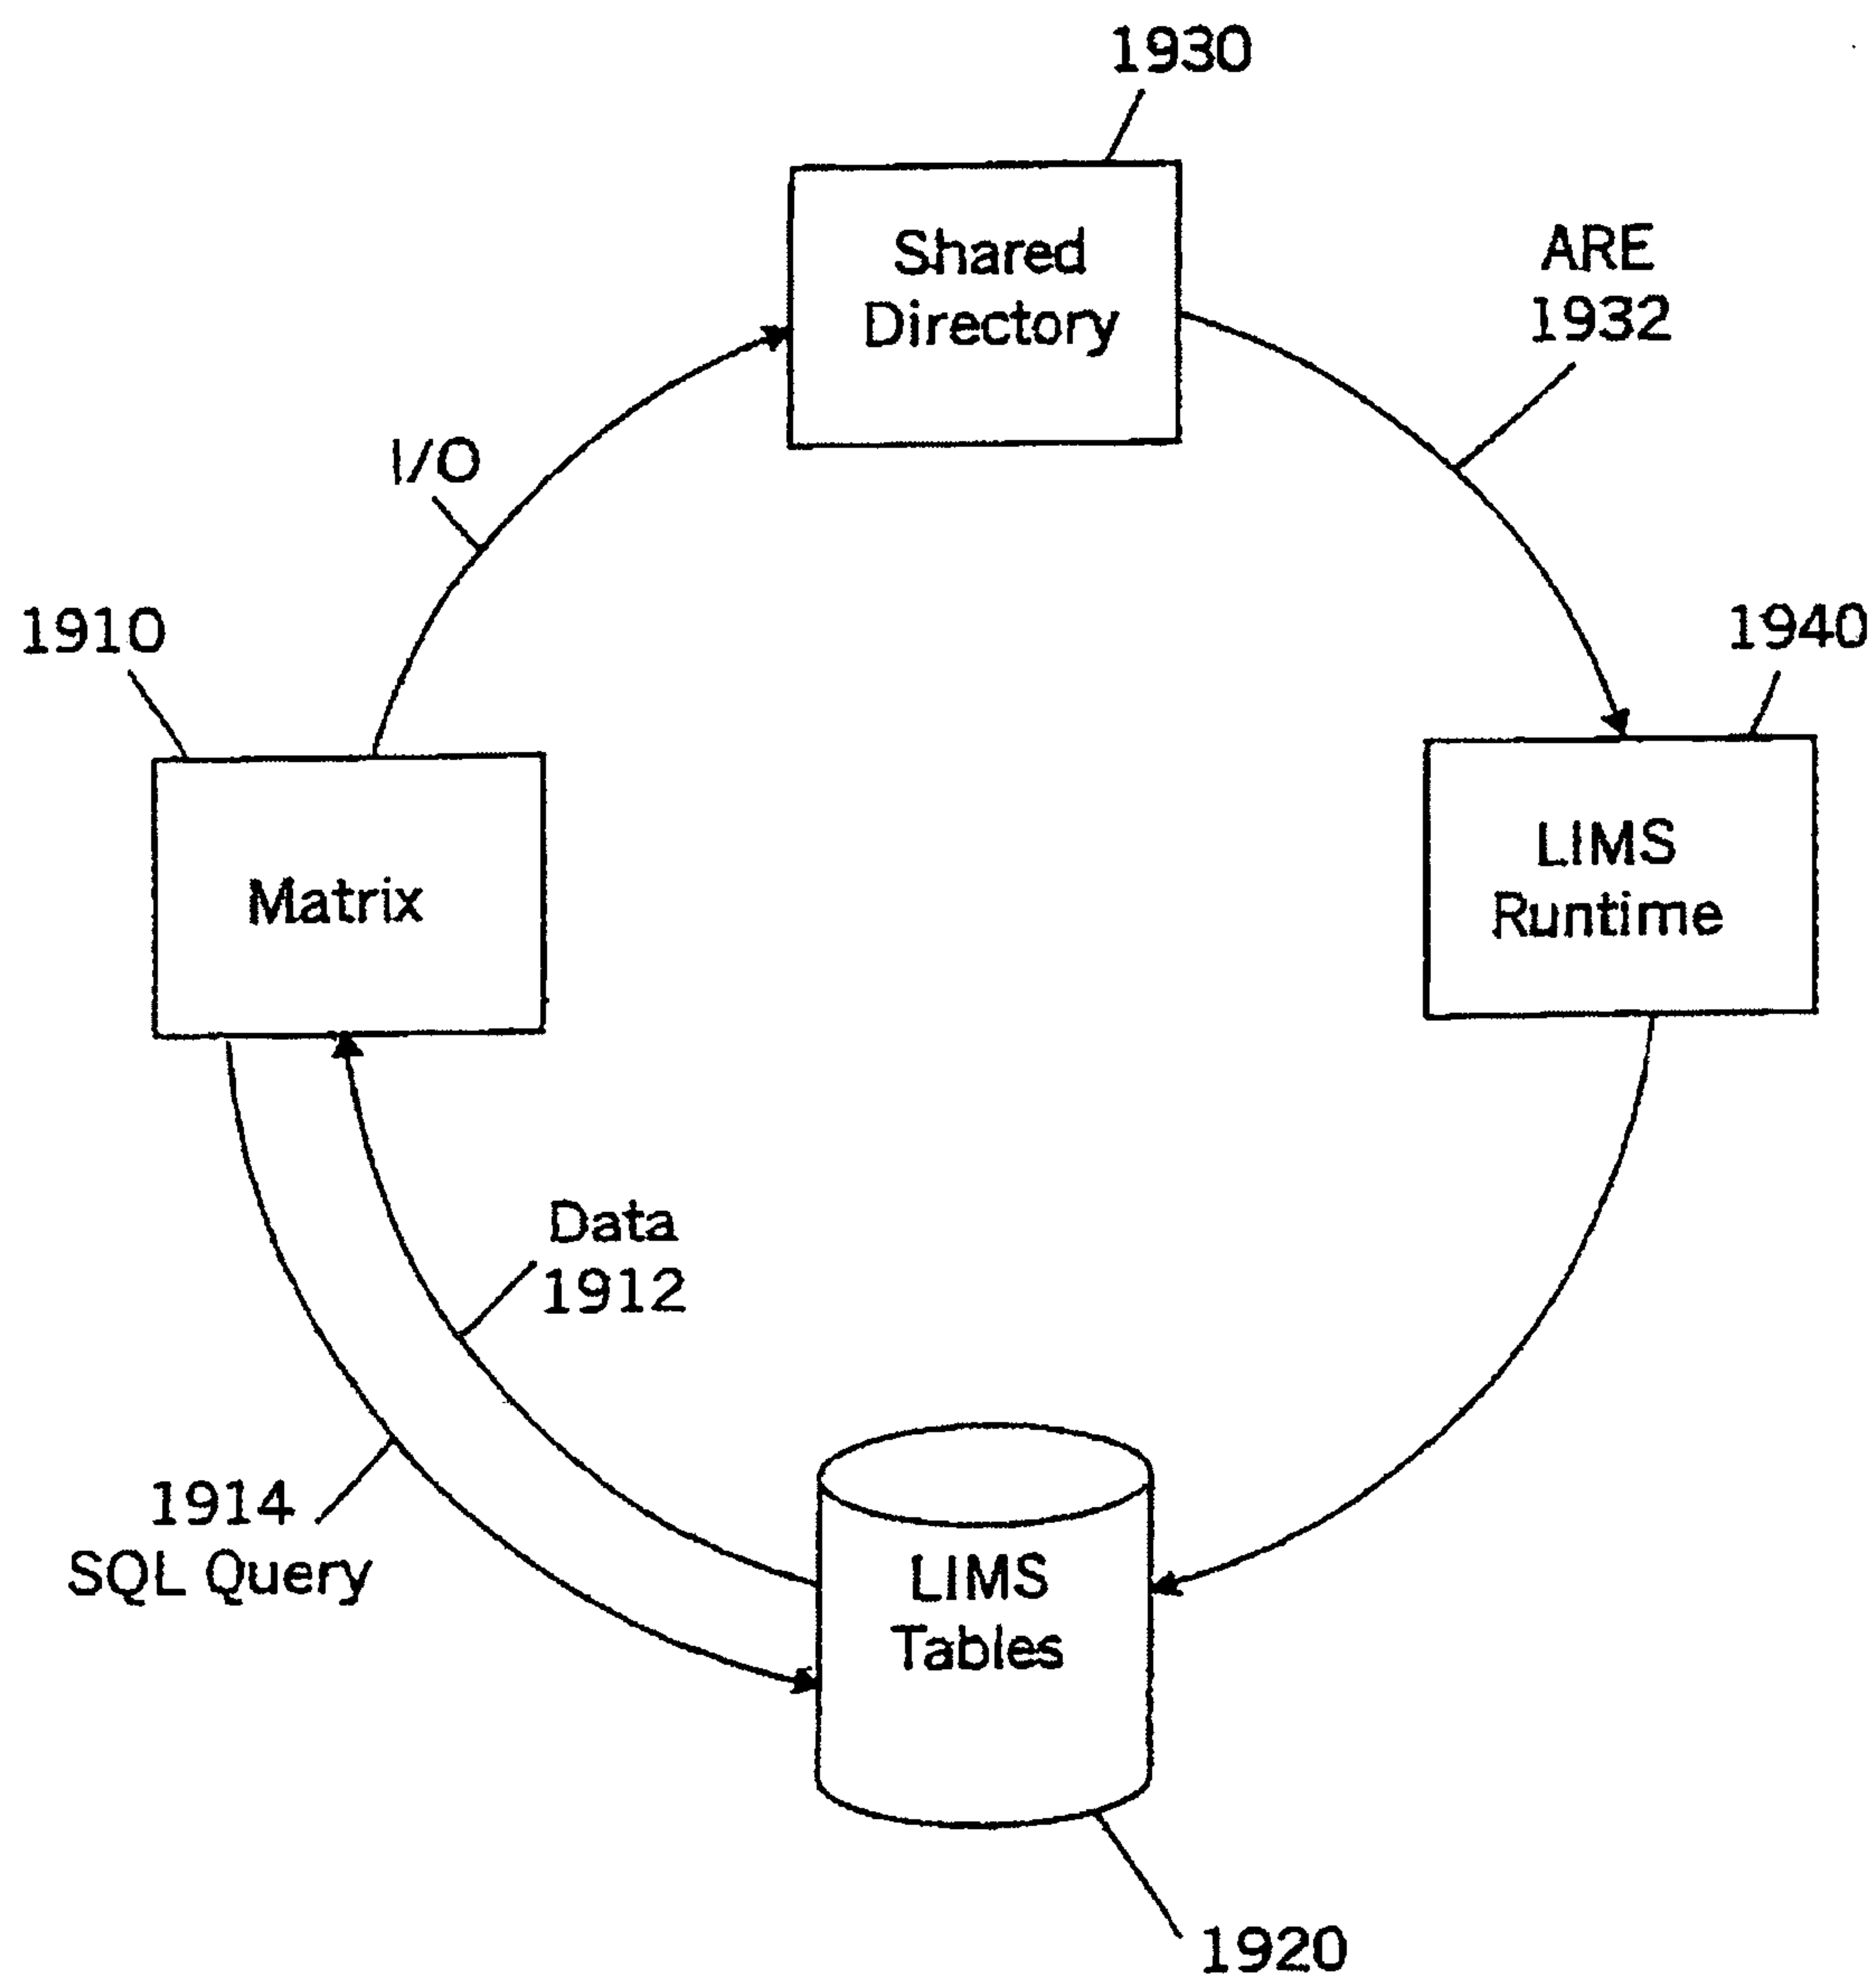 1930
Shared
Directory
ARE
1932
I/O
1910
1940
Matrix
LIMS
Runtime
Data
1912
1914
SQL Query
LIMS
Tables
1920